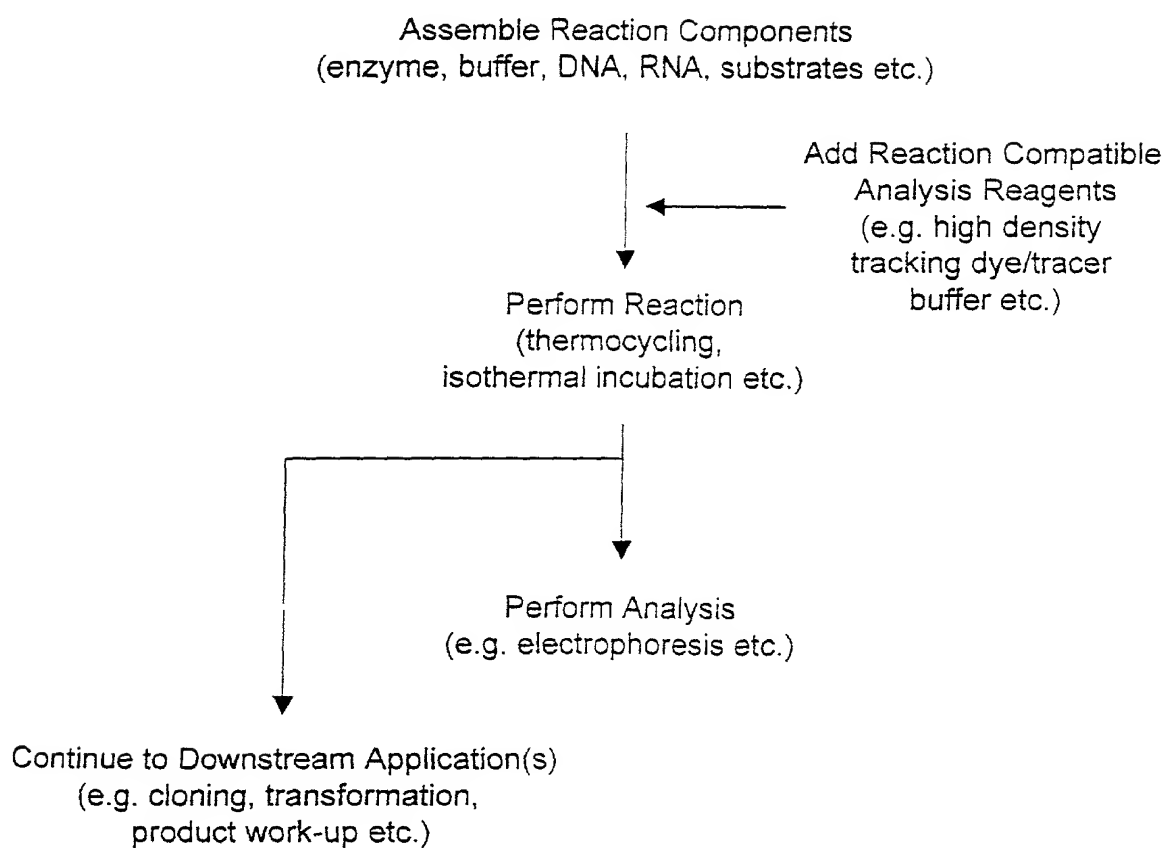 Assemble Reaction Components
(enzyme, buffer, DNA, RNA, substrates etc.)
Add Reaction Compatible
Analysis Reagents
(e.g. high density
tracking dye/tracer
buffer etc.)
Perform Reaction
(thermocycling,
isothermal incubation etc.)
Perform Analysis
(e.g. electrophoresis etc.)
Continue to Downstream Application(s)
(e.g. cloning, transformation,
product work-up etc.)